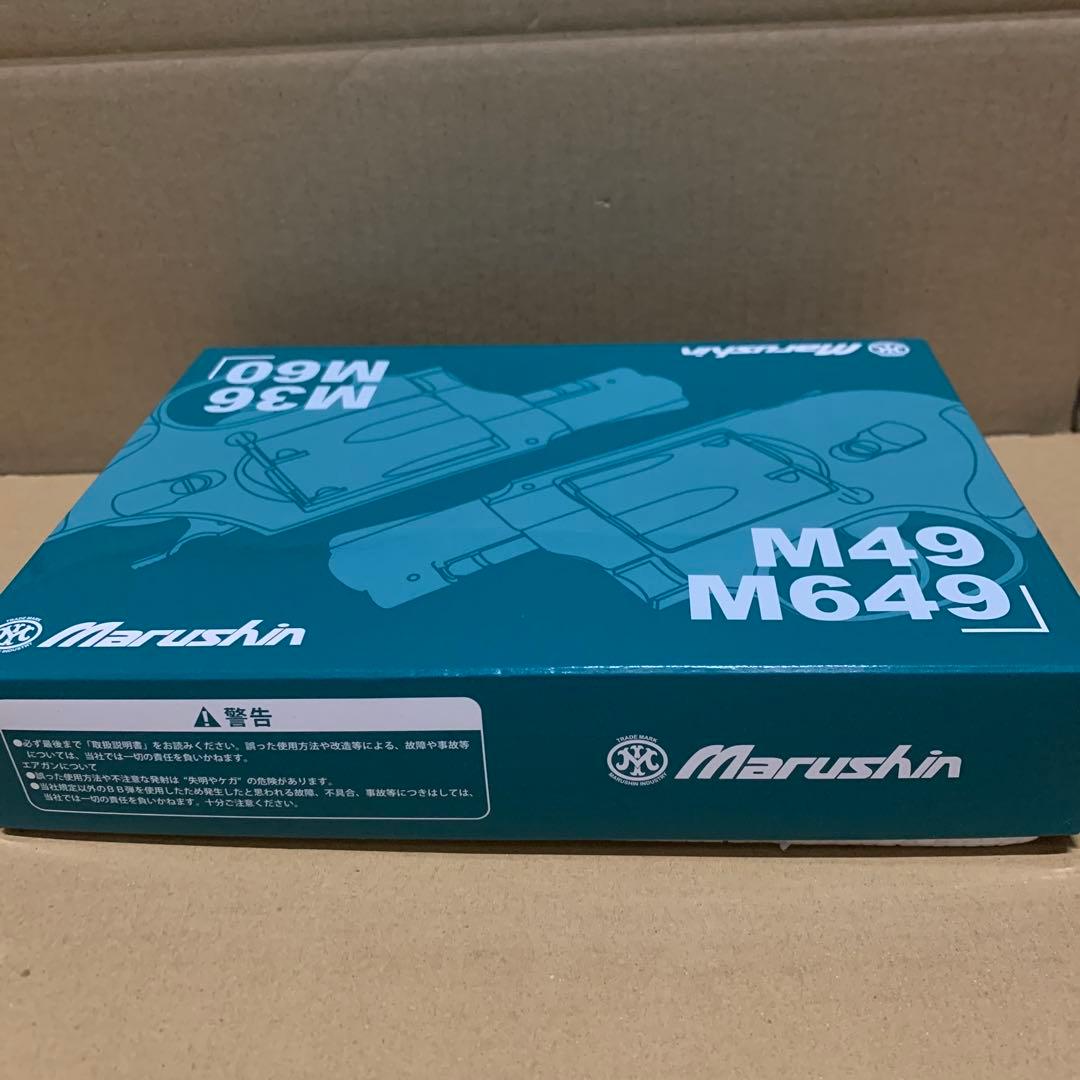 Marushin
M36
M60
M49
M649
TRADE MARK
Marushin
警告
●必ず最後まで「取扱説明書」をお読みください。誤った使用方法や改造等による、故障や事故等
については、当社では一切の責任を負いかねます。
エアガンについて
●誤った使用方法や不注意な発射は“失明やケガ”の危険があります。
●当社規定以外のBB弾を使用したため発生したと思われる故障、不具合、事故等につきましては、
当社では一切の責任を負いかねます。十分ご注意ください。
TRADE MARK
MARUSHIN INDUSTRY
Marushin